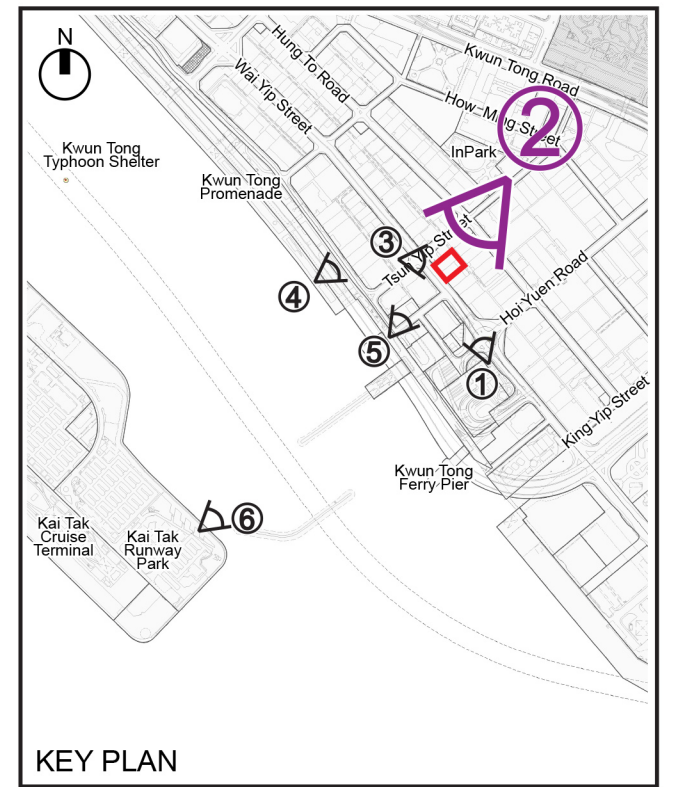 N
Hung To Road
Kwun Tong Road
Wai Yip Street
How Ming Street
2
InPark
Kwun Tong
Typhoon Shelter
Kwun Tong
Promenade
3
Tsun Yip Street
4
Hoi Yuen Road
5
1
King Yip Street
Kwun Tong
Ferry Pier
6
Kai Tak
Cruise
Terminal
Kai Tak
Runway
Park
KEY PLAN